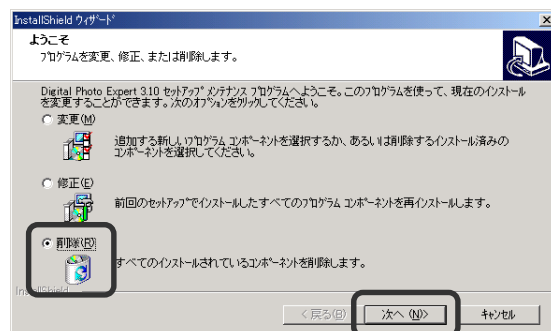 InstallShield ウィザード
ようこそ
プログラムを変更、修正、または削除します。
Digital Photo Expert 3.10 セットアップ メンテナンス プログラムへようこそ。このプログラムを使って、現在のインストール
を変更することができます。次のオプションをクリックしてください。
変更(M)
追加する新しいプログラム コンポーネントを選択するか、あるいは削除するインストール済みの
コンポーネントを選択してください。
修正(E)
前回のセットアップでインストールしたすべてのプログラム コンポーネントを再インストールします。
削除(R)
すべてのインストールされているコンポーネントを削除します。
InstallShield
< 戻る(B)
次へ (N)>
キャンセル